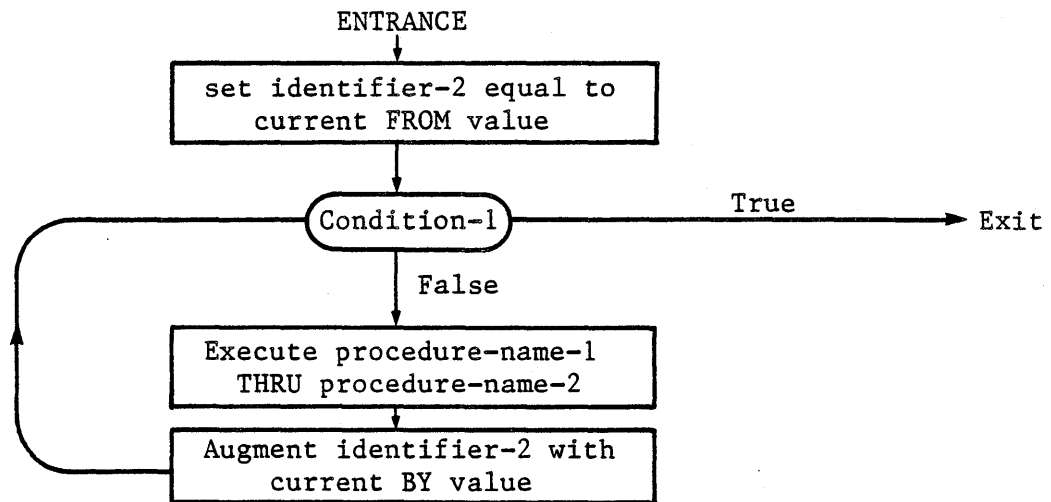 ENTRANCE
set identifier-2 equal to
current FROM value
Condition-1
True
Exit
False
Execute procedure-name-1
THRU procedure-name-2
Augment identifier-2 with
current BY value